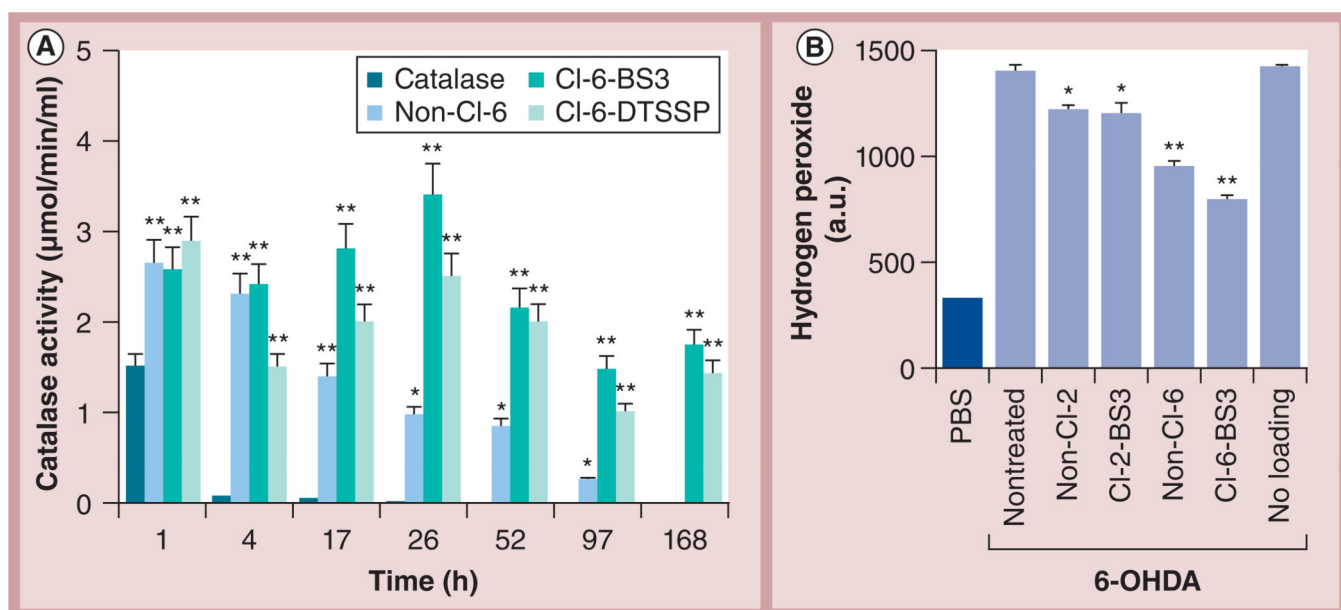 A
Catalase activity (µmol/min/ml)
5
4
3
2
1
0
Catalase
Non-Cl-6
Cl-6-BS3
Cl-6-DTSSP
** ** **
** ** **
** ** **
* ** **
* ** **
* ** **
** **
1 4 17 26 52 97 168
Time (h)
B
Hydrogen peroxide
(a.u.)
1500
1000
500
0
*
*
**
**
PBS
Nontreated
Non-Cl-2
Cl-2-BS3
Non-Cl-6
Cl-6-BS3
No loading
6-OHDA